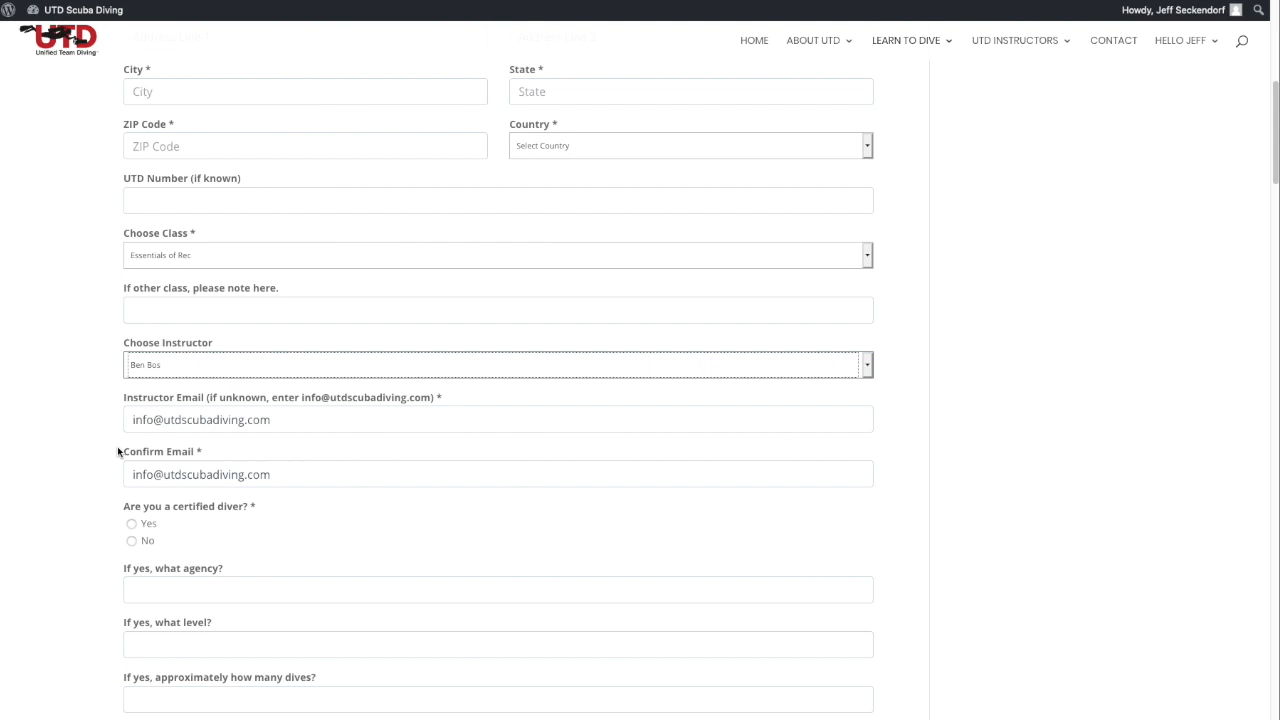 UTD Scuba Diving
Howdy, Jeff Seckendorf
UTD
Unified Team Diving
HOME
ABOUT UTD
LEARN TO DIVE
UTD INSTRUCTORS
CONTACT
HELLO JEFF
City *
State *
City
State
ZIP Code *
Country *
ZIP Code
Select Country
UTD Number (if known)
Choose Class *
Essentials of Rec
If other class, please note here.
Choose Instructor
Ben Bos
Instructor Email (if unknown, enter info@utdscubadiving.com) *
info@utdscubadiving.com
Confirm Email *
info@utdscubadiving.com
Are you a certified diver? *
Yes
No
If yes, what agency?
If yes, what level?
If yes, approximately how many dives?